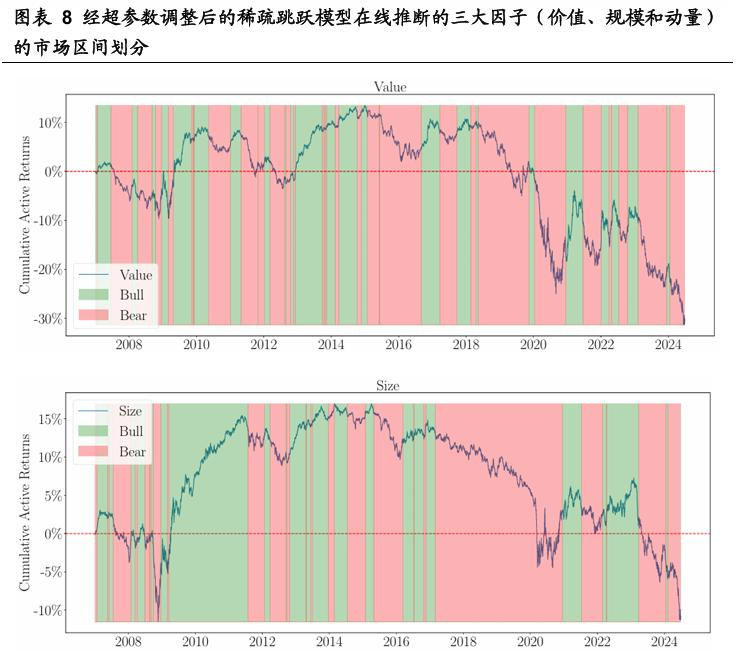 图表 8 经超参数调整后的稀疏跳跃模型在线推断的三大因子（价值、规模和动量）
的市场区间划分
Value
Cumulative Active Returns
10%
0%
-10%
-20%
-30%
Value
Bull
Bear
2008 2010 2012 2014 2016 2018 2020 2022 2024
Size
Cumulative Active Returns
15%
10%
5%
0%
-5%
-10%
Size
Bull
Bear
2008 2010 2012 2014 2016 2018 2020 2022 2024